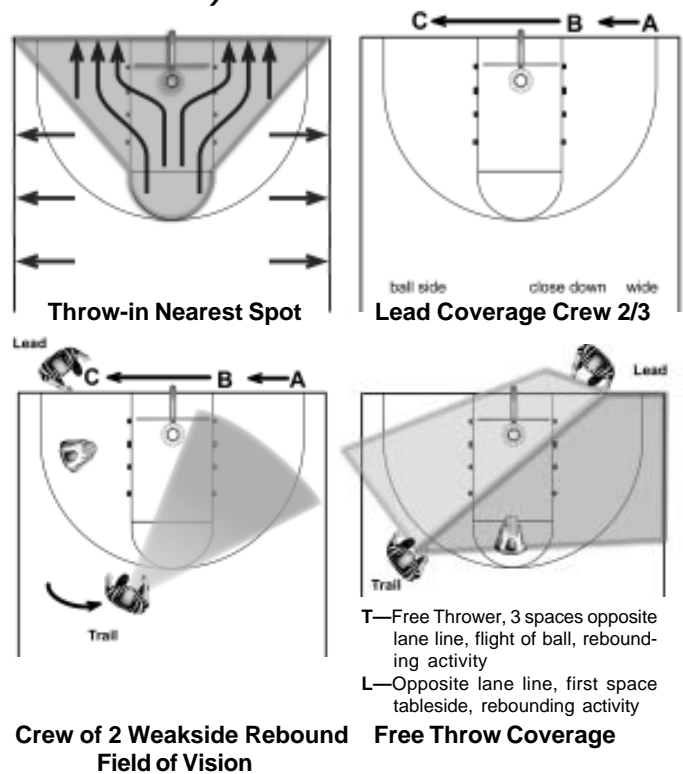 C B A
ball side close down wide
Throw-in Nearest Spot
Lead Coverage Crew 2/3
Lead
C B A
Trail
Lead
Trail
T—Free Thrower, 3 spaces opposite
lane line, flight of ball, rebound-
ing activity
L—Opposite lane line, first space
tableside, rebounding activity
Crew of 2 Weakside Rebound
Field of Vision
Free Throw Coverage